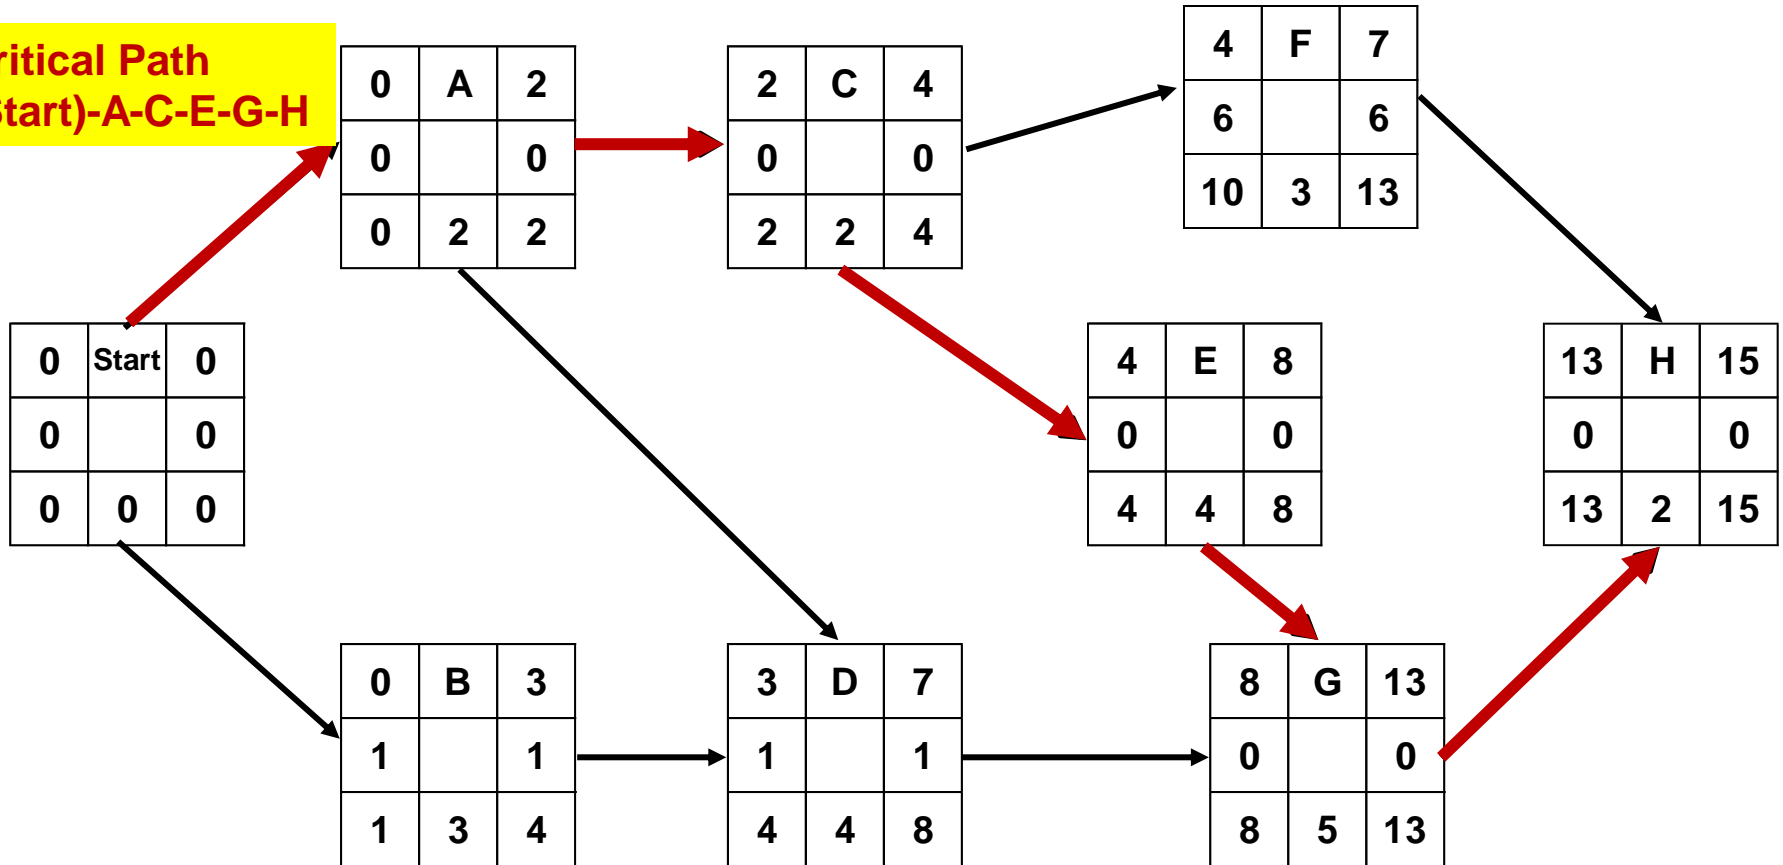 ritical Path
Start)-A-C-E-G-H
0 A 2
0 0
0 2 2
2 C 4
0 0
2 2 4
4 F 7
6 6
10 3 13
0 Start 0
0 0
0 0 0
4 E 8
0 0
4 4 8
13 H 15
0 0
13 2 15
0 B 3
1 1
1 3 4
3 D 7
1 1
4 4 8
8 G 13
0 0
8 5 13